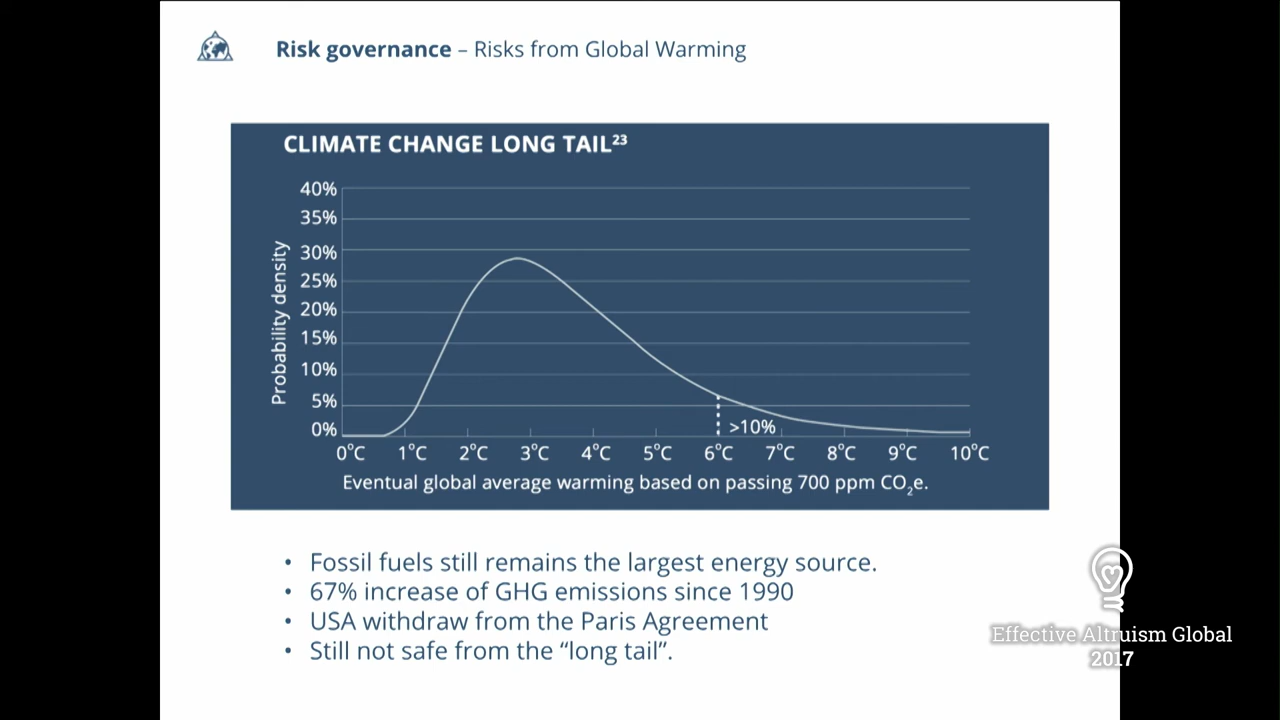 Risk governance – Risks from Global Warming
CLIMATE CHANGE LONG TAIL²³
40%
35%
30%
25%
20%
15%
10%
5%
0%
Probability density
>10%
0°C 1°C 2°C 3°C 4°C 5°C 6°C 7°C 8°C 9°C 10°C
Eventual global average warming based on passing 700 ppm CO₂e.
• Fossil fuels still remains the largest energy source.
• 67% increase of GHG emissions since 1990
• USA withdraw from the Paris Agreement
• Still not safe from the “long tail”.
Effective Altruism Global
2017